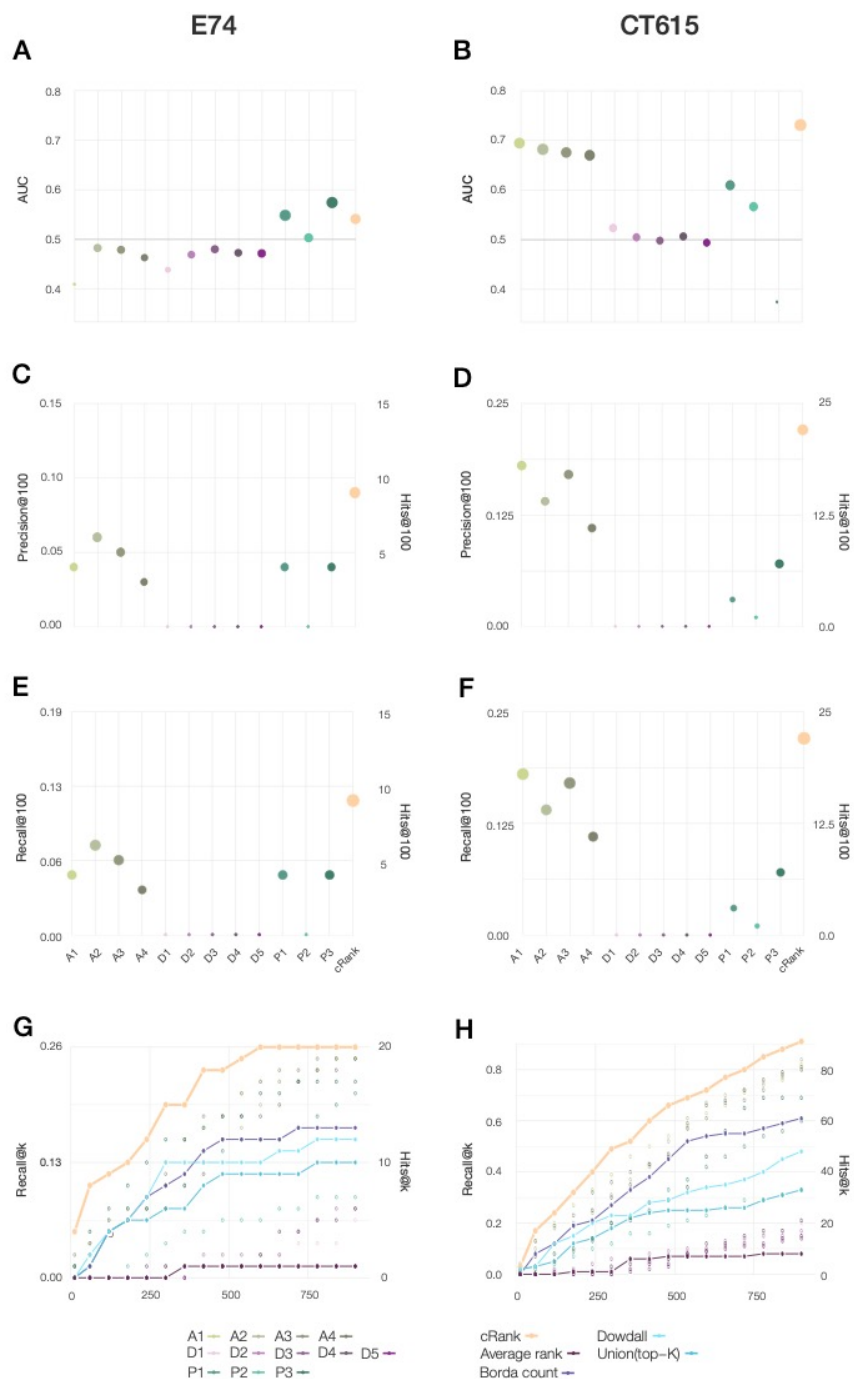 E74
CT615
A
B
0.8
0.7
0.6
0.5
0.4
AUC
0.8
0.7
0.6
0.5
0.4
AUC
C
D
0.15
0.10
0.05
0.00
Precision@100
15
10
5
Hits@100
0.25
0.125
0.00
Precision@100
25
12.5
0.0
Hits@100
E
F
0.19
0.13
0.06
0.00
Recall@100
15
10
5
0
Hits@100
A1 A2 A3 A4 D1 D2 D3 D4 D5 P1 P2 P3 cRank
0.25
0.125
0.00
Recall@100
25
12.5
0.0
Hits@100
A1 A2 A3 A4 D1 D2 D3 D4 D5 P1 P2 P3 cRank
G
H
0.26
0.13
0.00
Recall@k
20
10
0
Hits@k
0 250 500 750
0.8
0.6
0.4
0.2
0.0
Recall@k
80
60
40
20
0
Hits@k
0 250 500 750
A1 A2 A3 A4
D1 D2 D3 D4 D5
P1 P2 P3
cRank Dowdall
Average rank Union(top-K)
Borda count